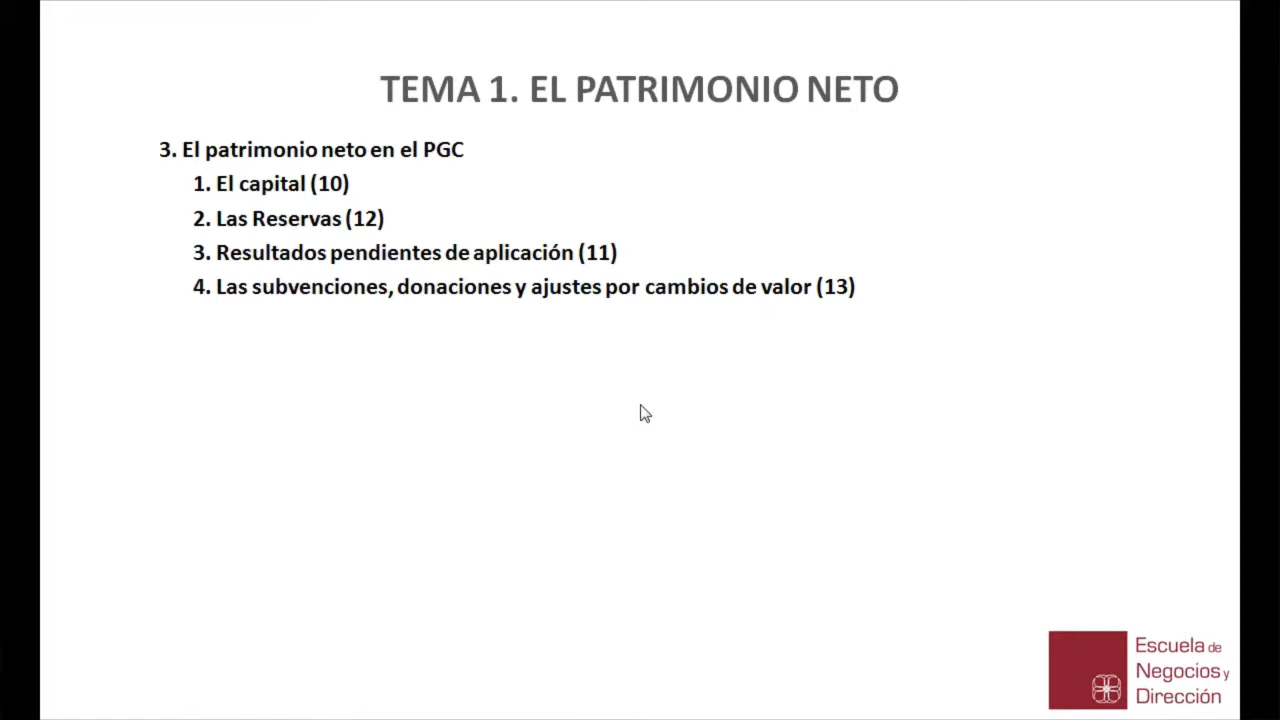 TEMA 1. EL PATRIMONIO NETO
3. El patrimonio neto en el PGC
1. El capital (10)
2. Las Reservas (12)
3. Resultados pendientes de aplicación (11)
4. Las subvenciones, donaciones y ajustes por cambios de valor (13)
Escuela de
Negocios y
Dirección